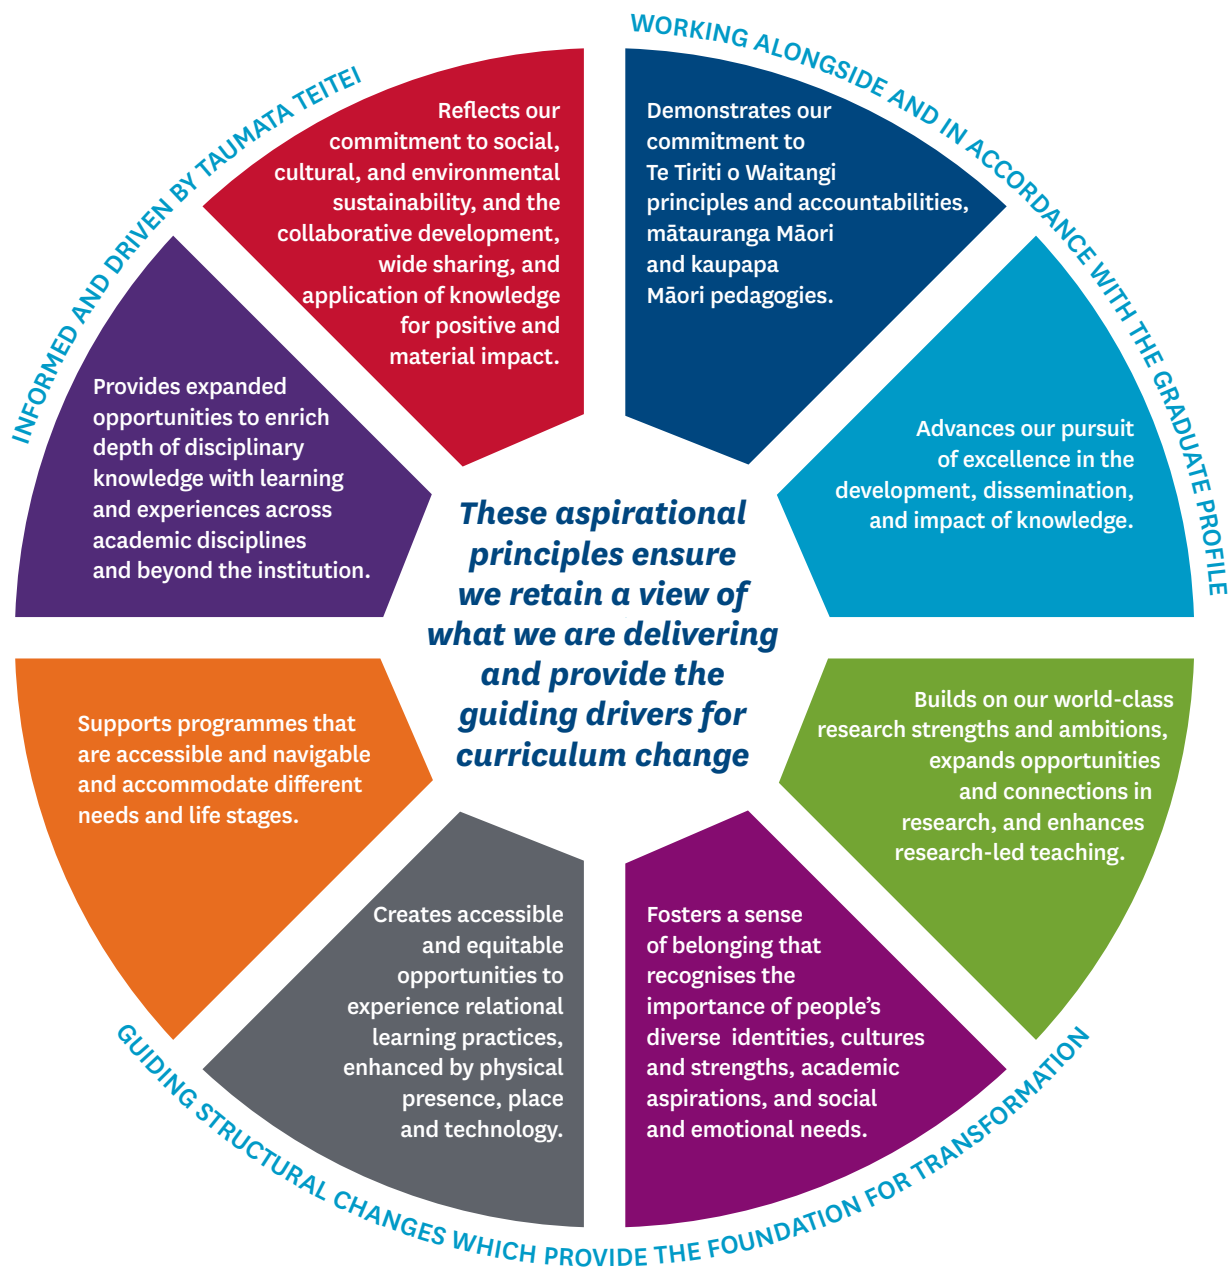 WORKING ALONGSIDE AND IN ACCORDANCE WITH THE GRADUATE PROFILE
INFORMED AND DRIVEN BY TAUMATA TEITEI
Reflects our
commitment to social,
cultural, and environmental
sustainability, and the
collaborative development,
wide sharing, and
application of knowledge
for positive and
material impact.
Demonstrates our
commitment to
Te Tiriti o Waitangi
principles and accountabilities,
mātauranga Māori
and kaupapa
Māori pedagogies.
Provides expanded
opportunities to enrich
depth of disciplinary
knowledge with learning
and experiences across
academic disciplines
and beyond the institution.
Advances our pursuit
of excellence in the
development, dissemination,
and impact of knowledge.
These aspirational
principles ensure
we retain a view of
what we are delivering
and provide the
guiding drivers for
curriculum change
Supports programmes that
are accessible and navigable
and accommodate different
needs and life stages.
Builds on our world-class
research strengths and ambitions,
expands opportunities
and connections in
research, and enhances
research-led teaching.
Creates accessible
and equitable
opportunities to
experience relational
learning practices,
enhanced by physical
presence, place
and technology.
Fosters a sense
of belonging that
recognises the
importance of people’s
diverse  identities, cultures
and strengths, academic
aspirations, and social
and emotional needs.
GUIDING STRUCTURAL CHANGES WHICH PROVIDE THE FOUNDATION FOR TRANSFORMATION